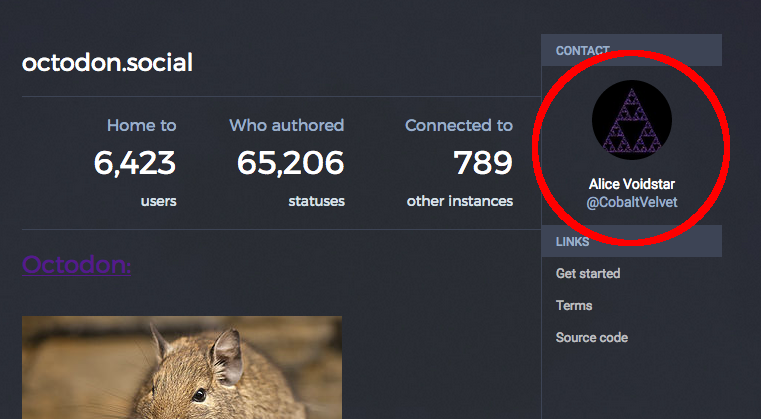 octodon.social
Home to
6,423
users
Who authored
65,206
statuses
Connected to
789
other instances
Octodon:
CONTACT
Alice Voidstar
@CobaltVelvet
LINKS
Get started
Terms
Source code